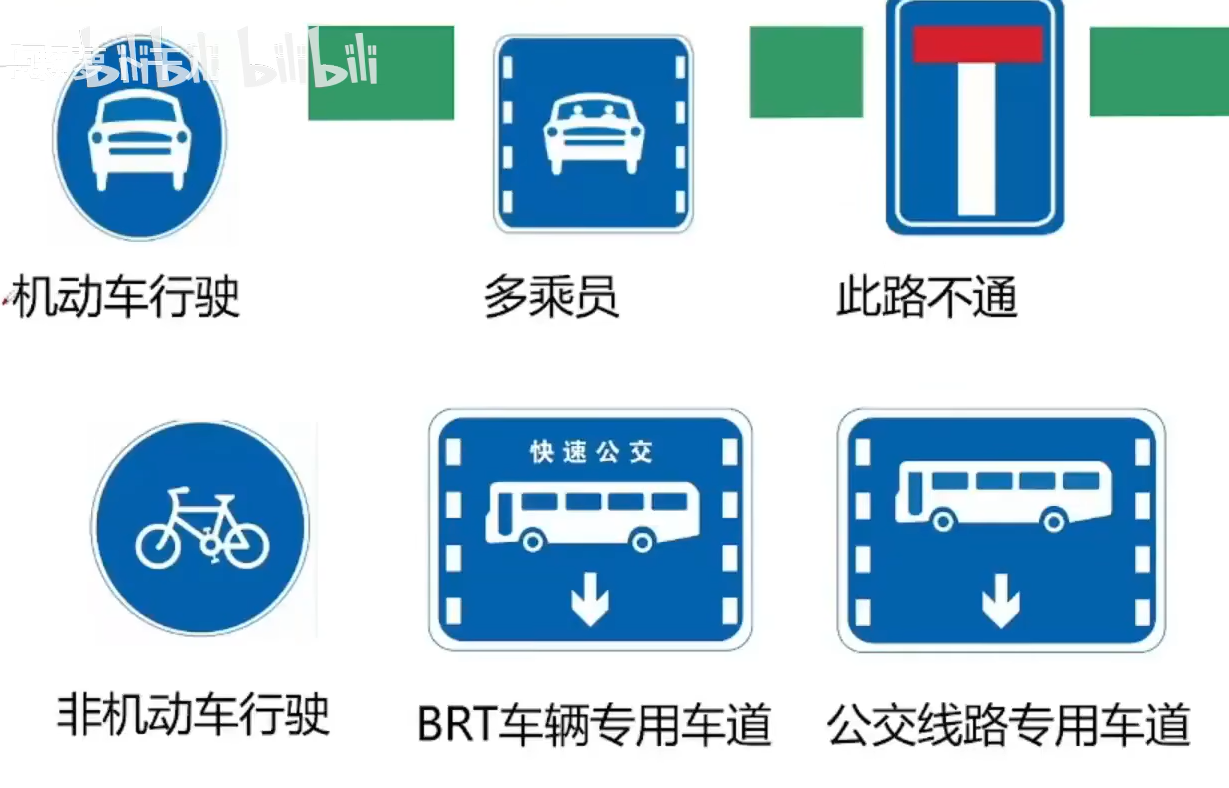 bilibili bilibili
机动车行驶
多乘员
此路不通
快速公交
非机动车行驶
BRT车辆专用车道
公交线路专用车道